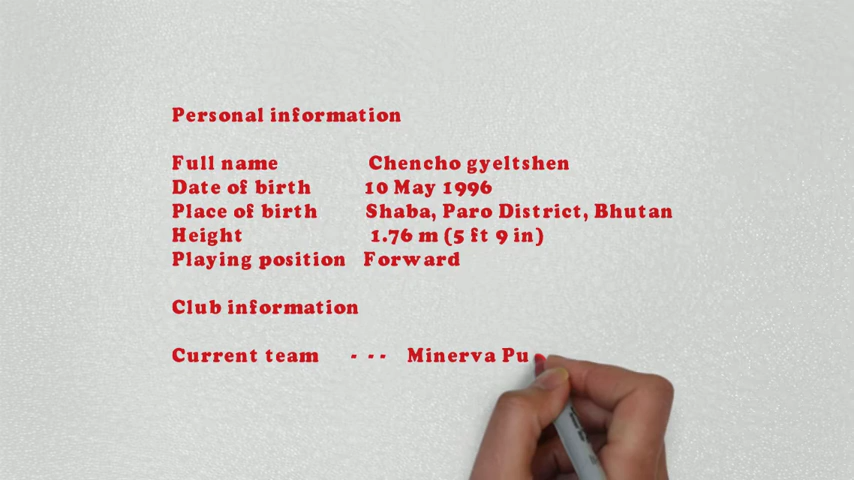 Personal information
Full name Chencho gyeltshen
Date of birth 10 May 1996
Place of birth Shaba, Paro District, Bhutan
Height 1.76 m (5 ft 9 in)
Playing position Forward
Club information
Current team - - - Minerva Pu